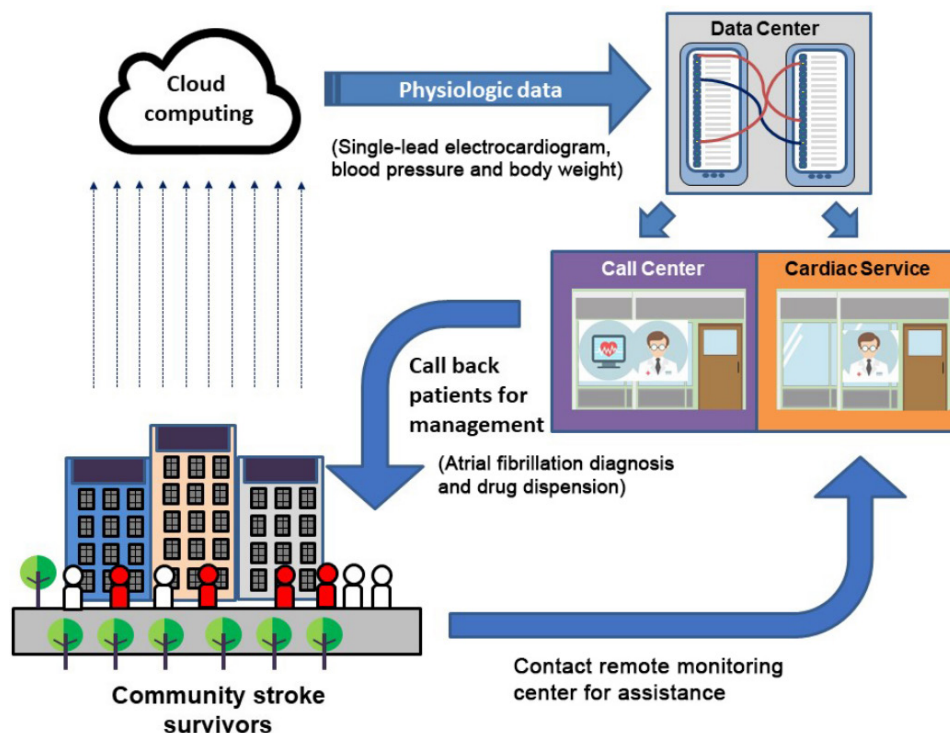 Cloud
computing
Physiologic data
(Single-lead electrocardiogram,
blood pressure and body weight)
Data Center
Call Center
Cardiac Service
Call back
patients for
management
(Atrial fibrillation diagnosis
and drug dispension)
Community stroke
survivors
Contact remote monitoring
center for assistance